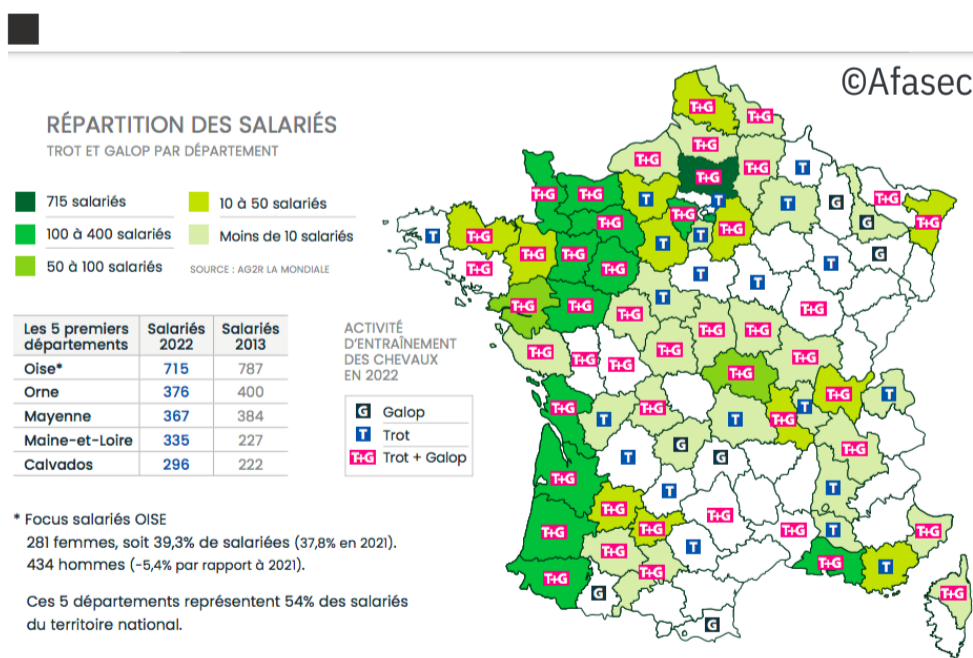 ©Afasec
RÉPARTITION DES SALARIÉS
TROT ET GALOP PAR DÉPARTEMENT
715 salariés
10 à 50 salariés
100 à 400 salariés
Moins de 10 salariés
50 à 100 salariés
SOURCE : AG2R LA MONDIALE
Les 5 premiers départements Salariés 2022 Salariés 2013
Oise* 715 787
Orne 376 400
Mayenne 367 384
Maine-et-Loire 335 227
Calvados 296 222
ACTIVITÉ
D'ENTRAÎNEMENT
DES CHEVAUX
EN 2022
G Galop
T Trot
T+G Trot + Galop
* Focus salariés OISE
281 femmes, soit 39,3% de salariées (37,8% en 2021).
434 hommes (-5,4% par rapport à 2021).
Ces 5 départements représentent 54% des salariés
du territoire national.
T+G
T+G
T+G
T+G
T+G
T+G
T
T+G
T+G
T+G
T
T
G
T+G
G
T+G
T+G
T+G
T
T
T+G
T
T
G
T
T+G
T+G
T+G
T+G
T
T
T
T+G
T+G
T+G
T
T+G
T+G
T+G
T+G
T+G
T+G
T+G
T+G
T+G
T+G
T+G
T
T+G
T
T+G
T
T+G
T
G
G
T+G
T+G
T
T
T
T+G
T+G
T+G
T+G
T+G
T
T+G
T+G
T
T+G
T+G
T+G
T
G
T+G
G